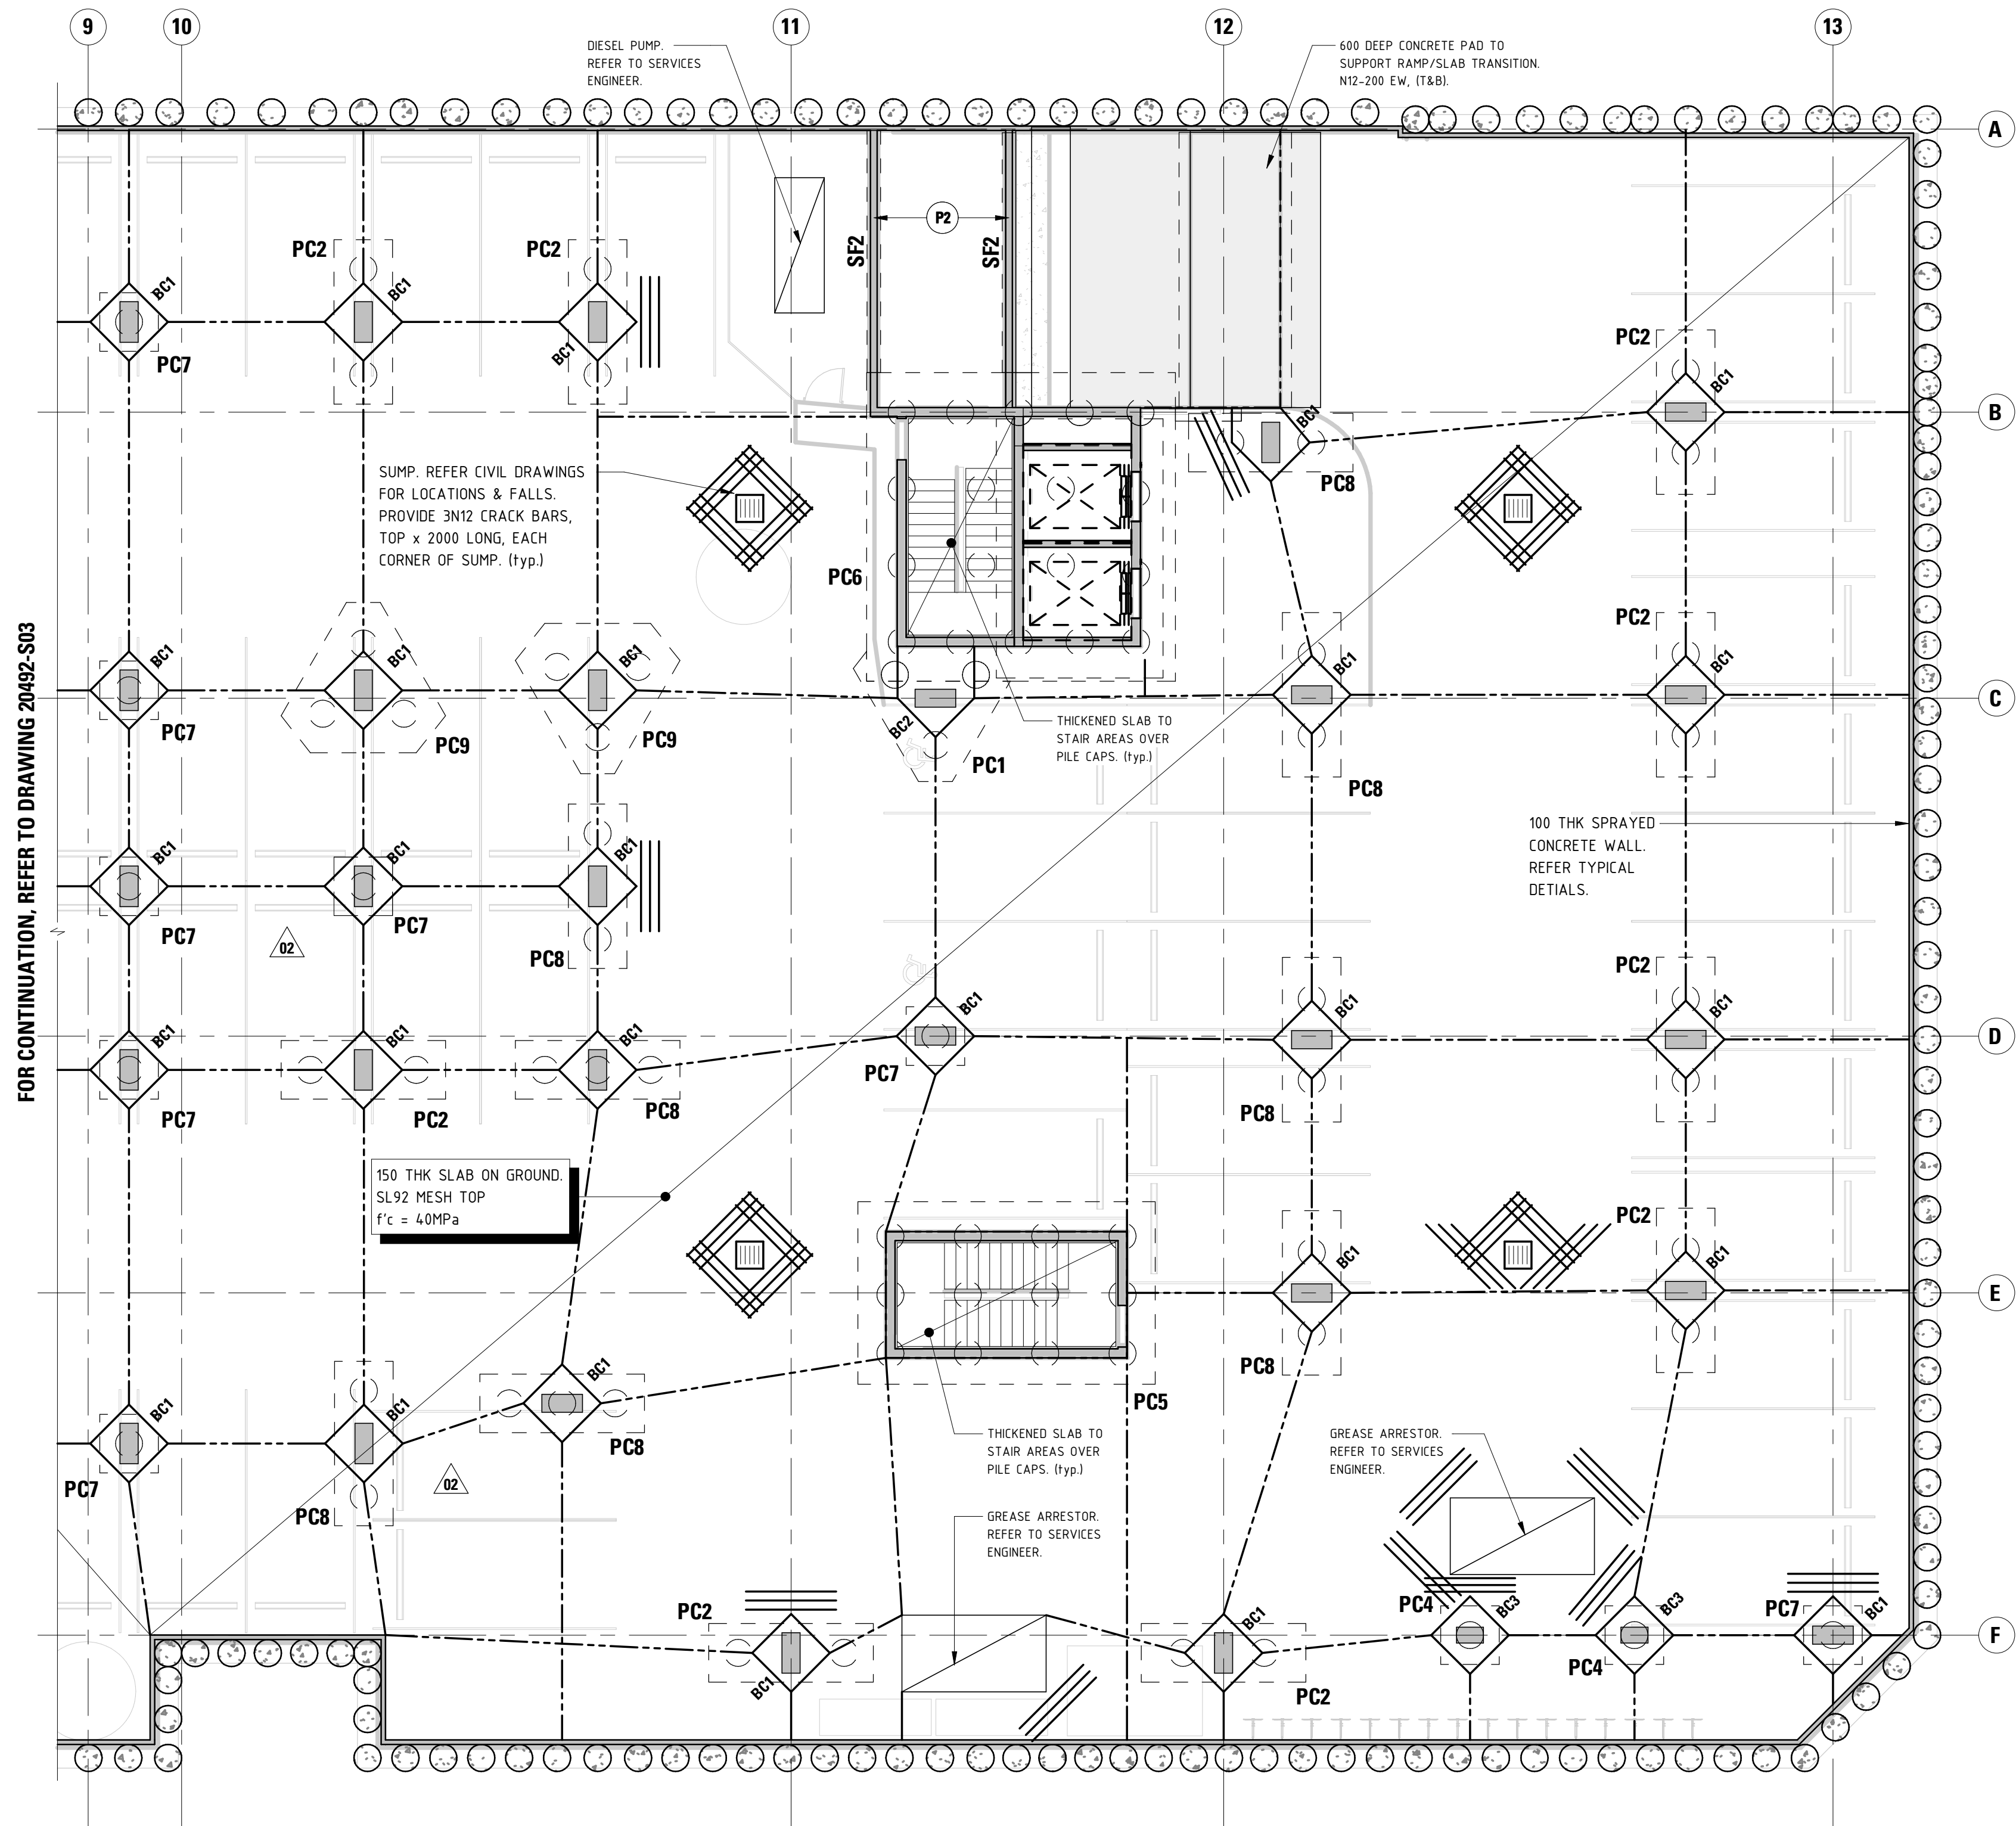 9
10
11
12
13
DIESEL PUMP.
REFER TO SERVICES
ENGINEER.
600 DEEP CONCRETE PAD TO
SUPPORT RAMP/SLAB TRANSITION.
N12-200 EW, (T&B).
A
P2
SF2
SF2
PC2
PC2
BC1
BC1
BC1
BC1
PC7
PC2
BC1
B
BC1
PC8
SUMP. REFER CIVIL DRAWINGS
FOR LOCATIONS & FALLS.
PROVIDE 3N12 CRACK BARS,
TOP x 2000 LONG, EACH
CORNER OF SUMP. (typ.)
PC6
PC2
FOR CONTINUATION, REFER TO DRAWING 20492-S03
BC1
BC1
BC1
BC1
BC1
C
PC7
PC9
PC9
BC2
PC1
THICKENED SLAB TO
STAIR AREAS OVER
PILE CAPS. (typ.)
PC8
100 THK SPRAYED
CONCRETE WALL.
REFER TYPICAL
DETIALS.
BC1
BC1
BC1
PC7
PC7
02
PC8
PC2
BC1
BC1
BC1
BC1
BC1
BC1
D
PC7
PC7
PC2
PC8
PC8
150 THK SLAB ON GROUND.
SL92 MESH TOP
f'c = 40MPa
PC2
BC1
BC1
E
PC8
BC1
BC1
BC1
PC5
PC8
PC7
02
PC8
THICKENED SLAB TO
STAIR AREAS OVER
PILE CAPS. (typ.)
GREASE ARRESTOR.
REFER TO SERVICES
ENGINEER.
GREASE ARRESTOR.
REFER TO SERVICES
ENGINEER.
PC2
BC1
BC1
PC2
PC4
BC3
PC4
BC3
PC7
BC1
F